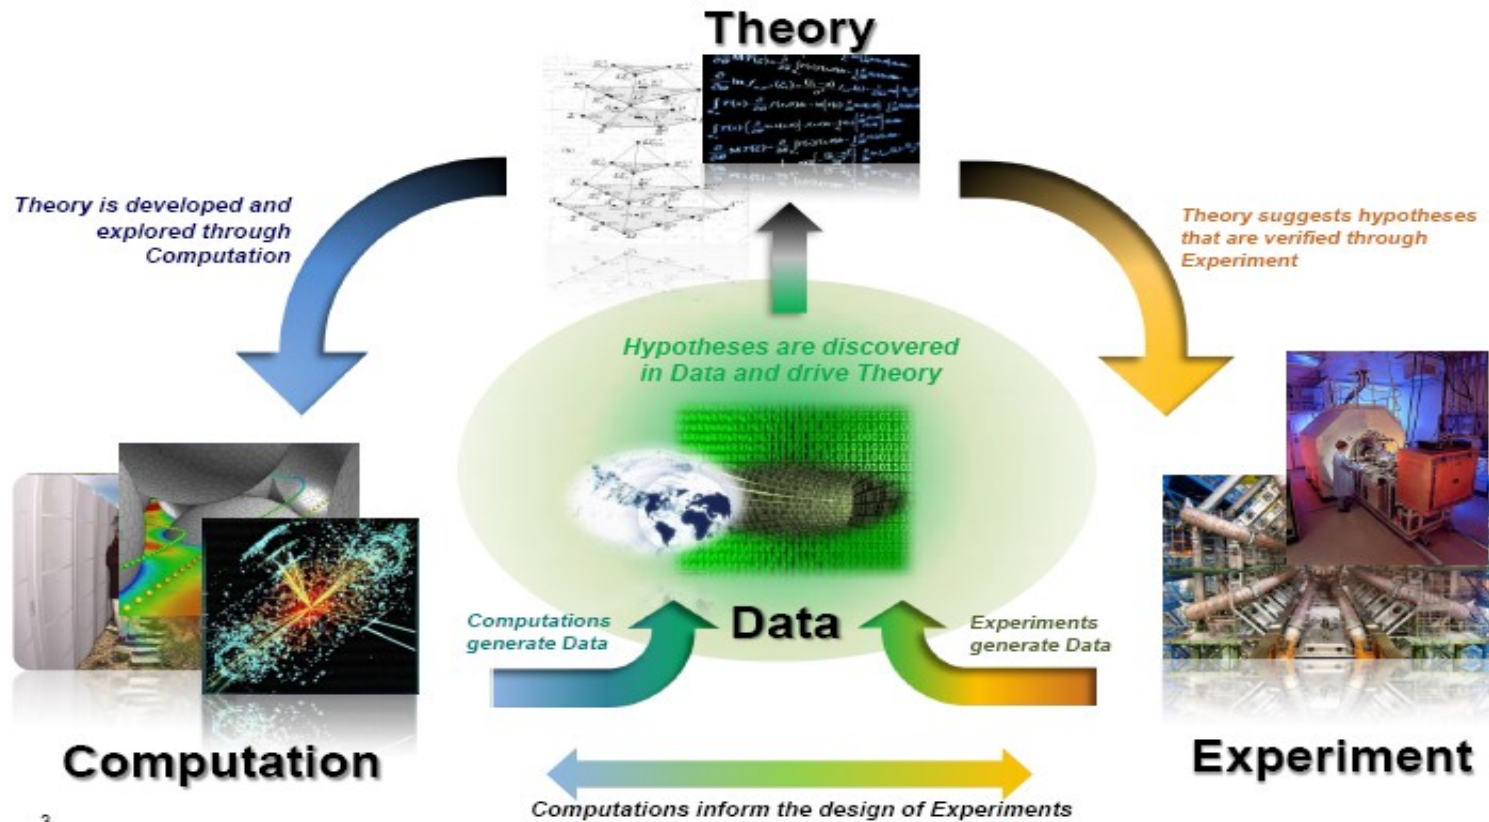 Theory
Theory is developed and
explored through
Computation
Theory suggests hypotheses
that are verified through
Experiment
Hypotheses are discovered
in Data and drive Theory
Computations
generate Data
Data
Experiments
generate Data
Computation
Experiment
Computations inform the design of Experiments
3